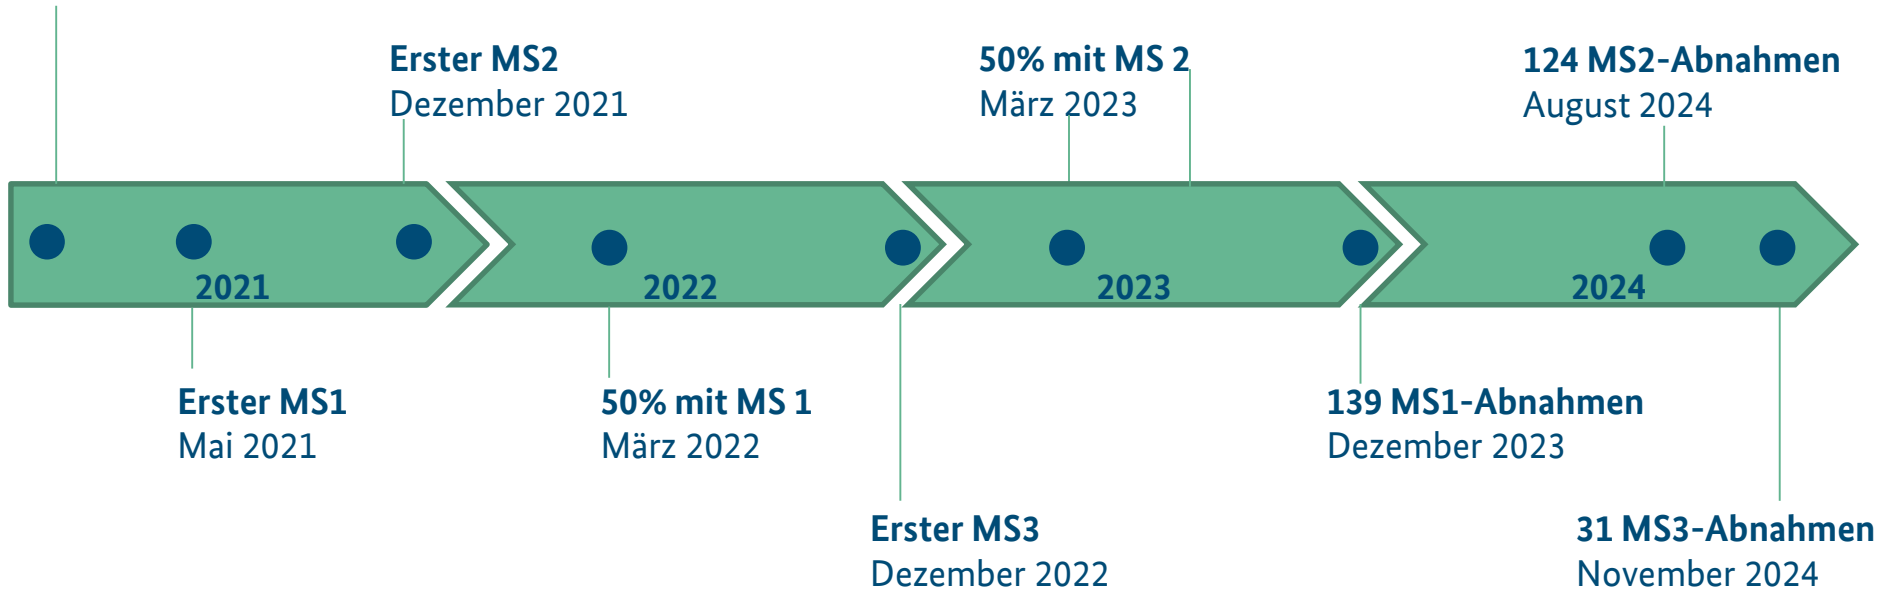 Erster MS2
Dezember 2021
50% mit MS 2
März 2023
124 MS2-Abnahmen
August 2024
2021
2022
2023
2024
Erster MS1
Mai 2021
50% mit MS 1
März 2022
139 MS1-Abnahmen
Dezember 2023
Erster MS3
Dezember 2022
31 MS3-Abnahmen
November 2024